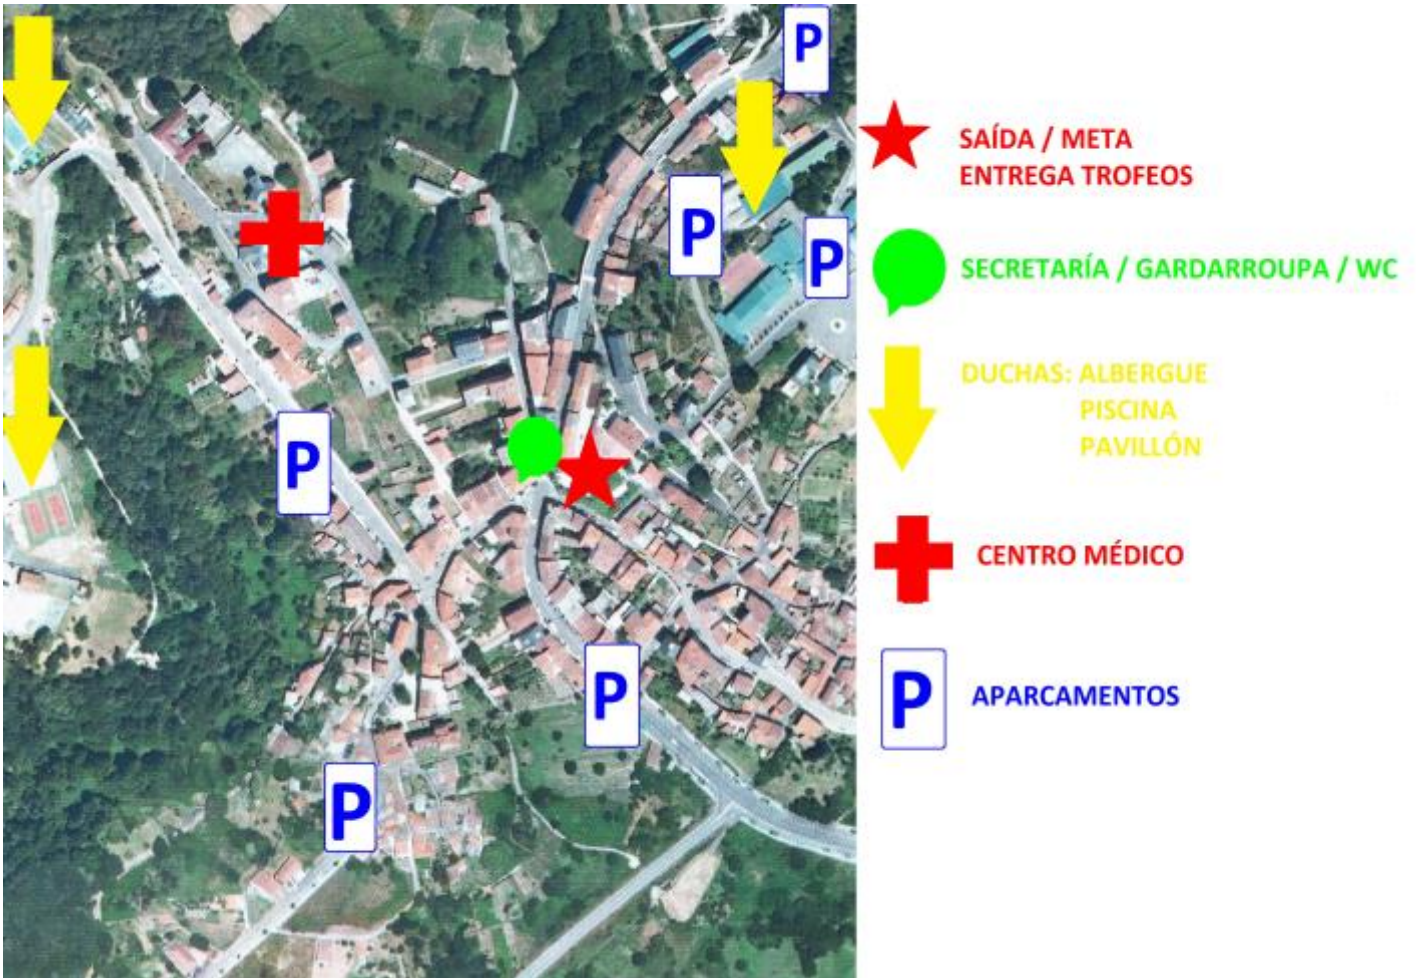 P
P
P
P
P
P
SAÍDA / META
ENTREGA TROFEOS
SECRETARÍA / GARDARROUPA / WC
DUCHAS: ALBERGUE
PISCINA
PAVILLÓN
CENTRO MÉDICO
P APARCAMENTOS